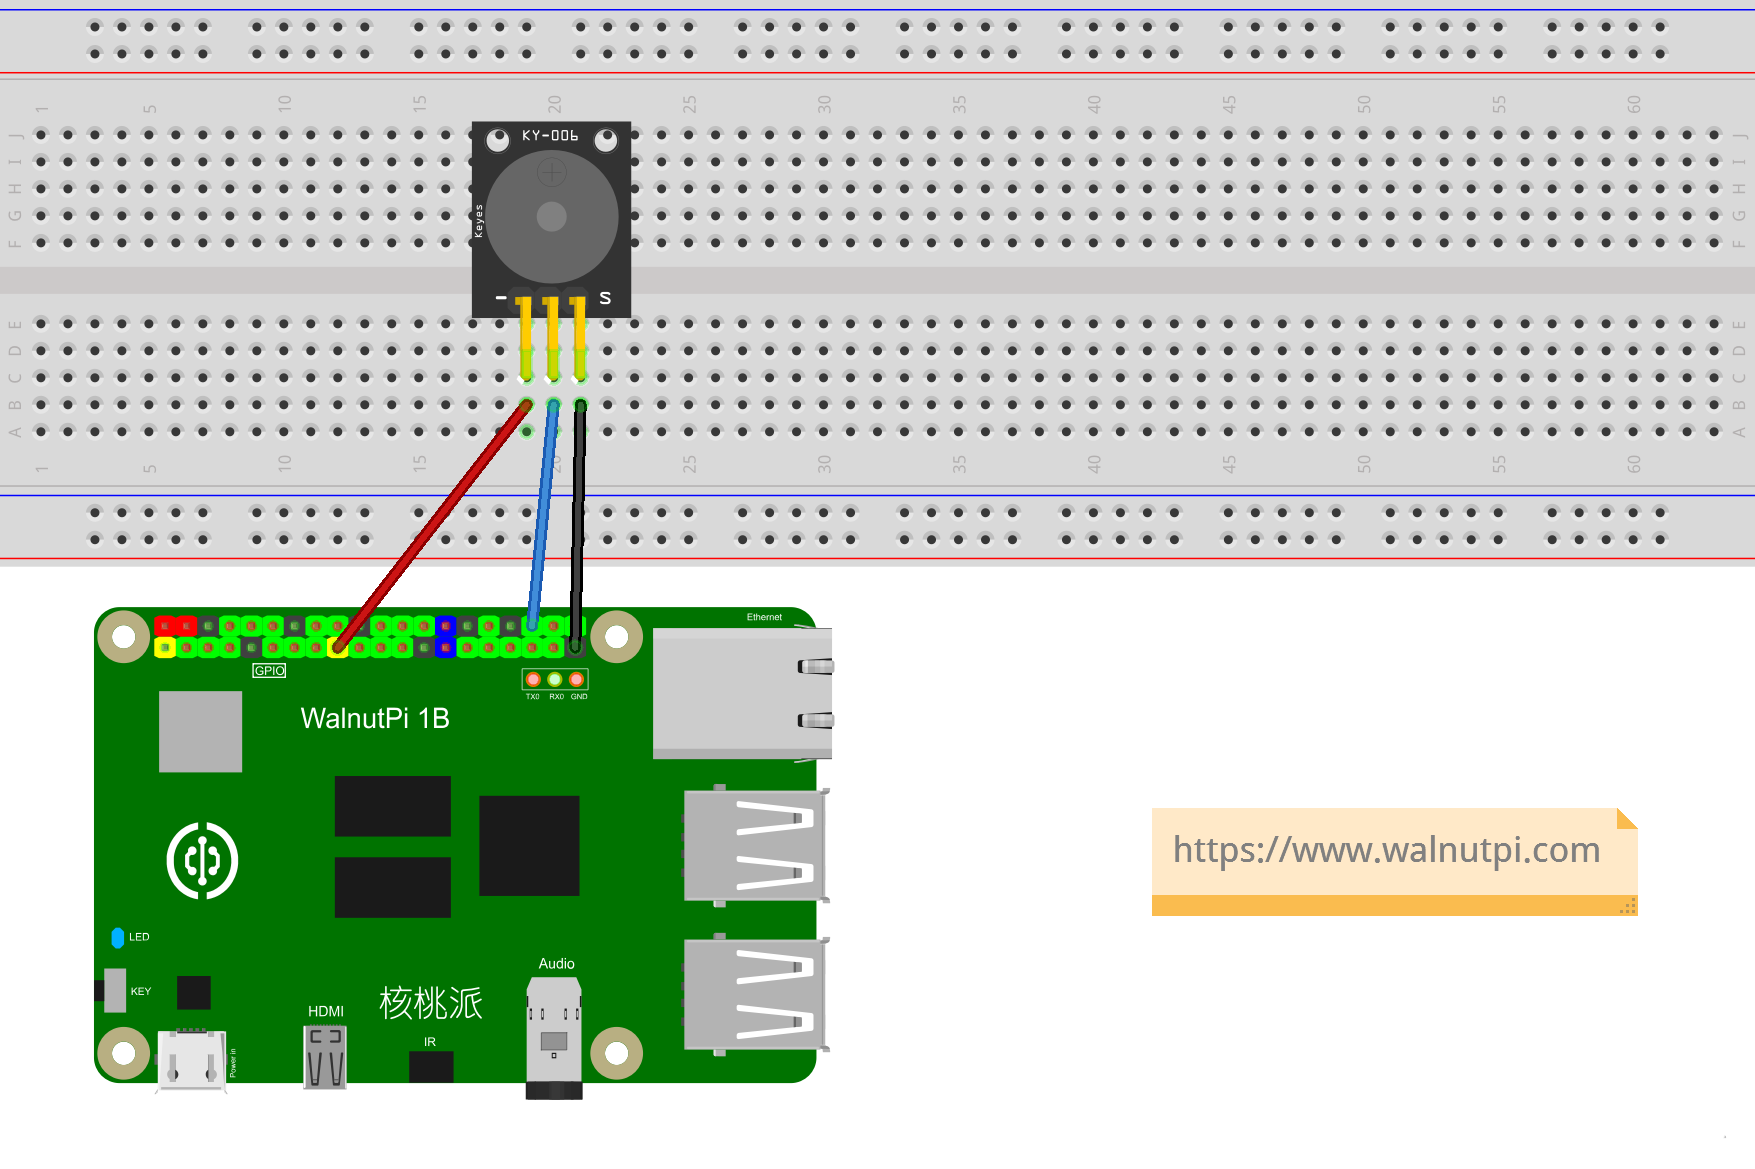 1 5 10 15 20 25 30 35 40 45 50 55 60
J J
I I
H H
G G
F F
KY-006
Keyes
- S
E E
D D
C C
B B
A A
1 5 10 15 20 25 30 35 40 45 50 55 60
Ethernet
GPIO
TX0 RX0 GND
WalnutPi 1B
https://www.walnutpi.com
LED
KEY
Audio
核桃派
HDMI
IR
Power in